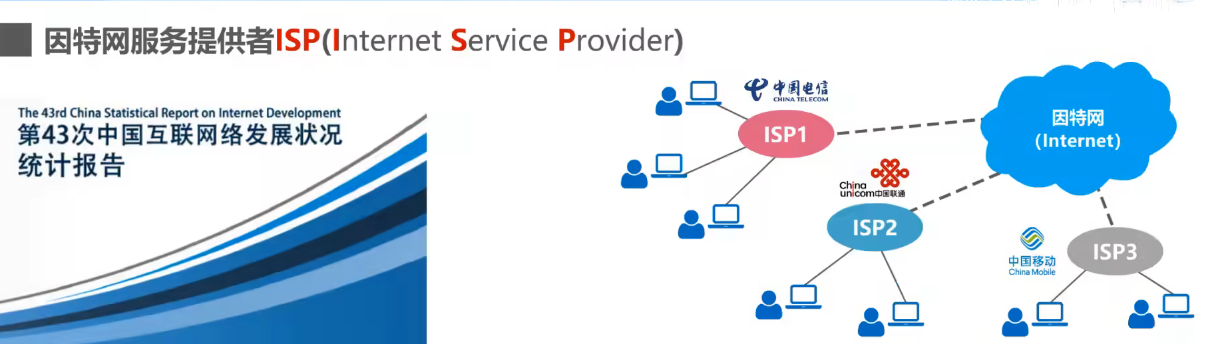 因特网服务提供者ISP(Internet Service Provider)
The 43rd China Statistical Report on Internet Development
第43次中国互联网络发展状况
统计报告
中国电信
CHINA TELECOM
ISP1
因特网
(Internet)
China
unicom中国联通
ISP2
中国移动
China Mobile
ISP3